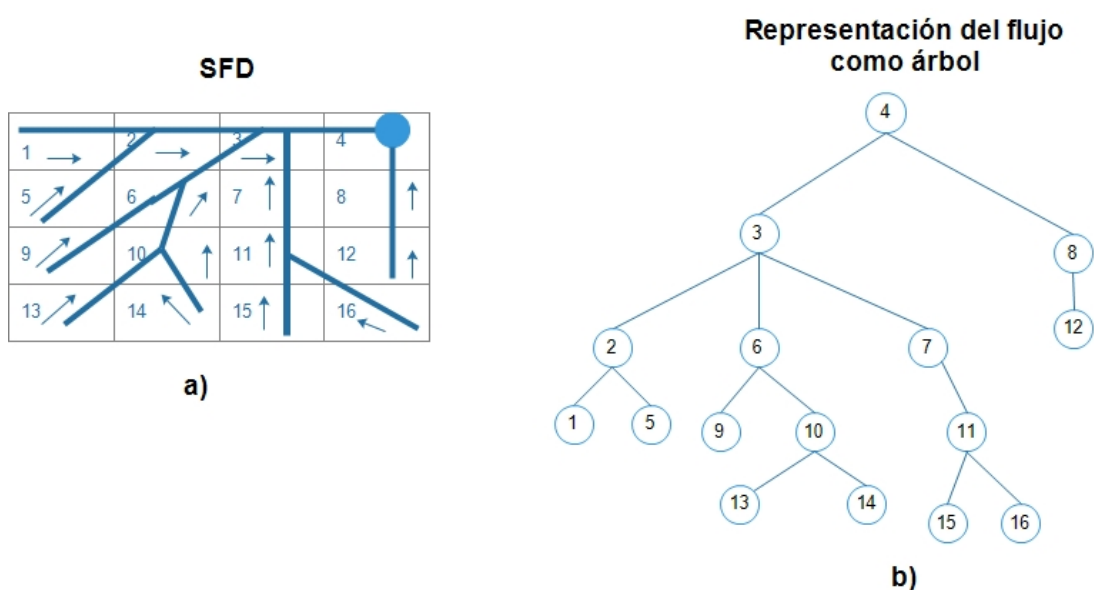 SFD
1 2 3 4
5 6 7 8
9 10 11 12
13 14 15 16
a)
Representación del flujo
como árbol
4
3 8
2 6 7 12
1 5 9 10 11
13 14 15 16
b)